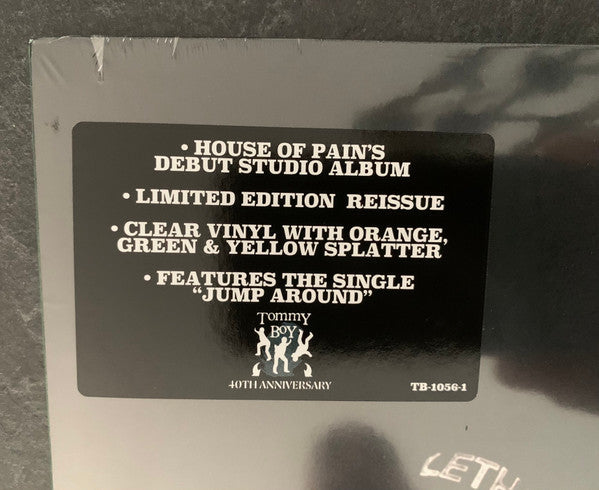 • HOUSE OF PAIN'S
DEBUT STUDIO ALBUM
• LIMITED EDITION REISSUE
• CLEAR VINYL WITH ORANGE,
GREEN & YELLOW SPLATTER
• FEATURES THE SINGLE
“JUMP AROUND”
Tommy
BOY
40TH ANNIVERSARY
TB-1056-1
LETH